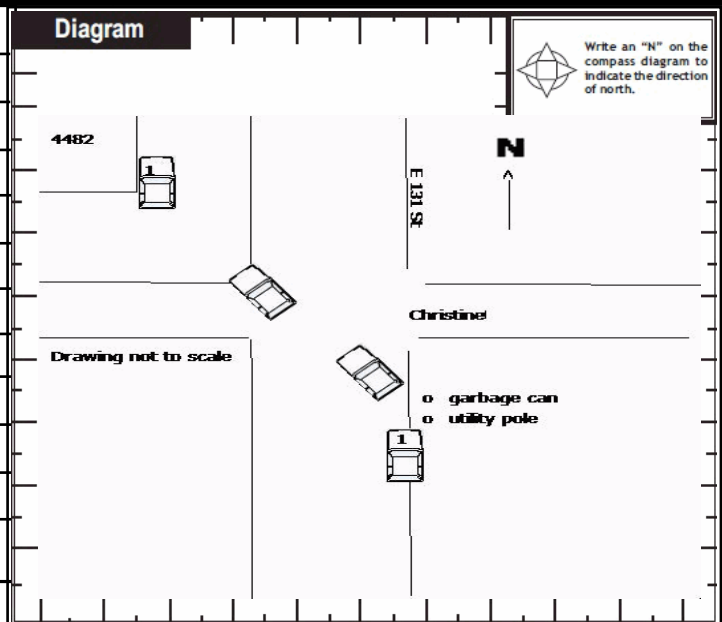 Diagram
Write an “N” on the
compass diagram to
indicate the direction
of north.
4482
1
N
E 131 St
Christine
Drawing not to scale
o garbage can
o utility pole
1